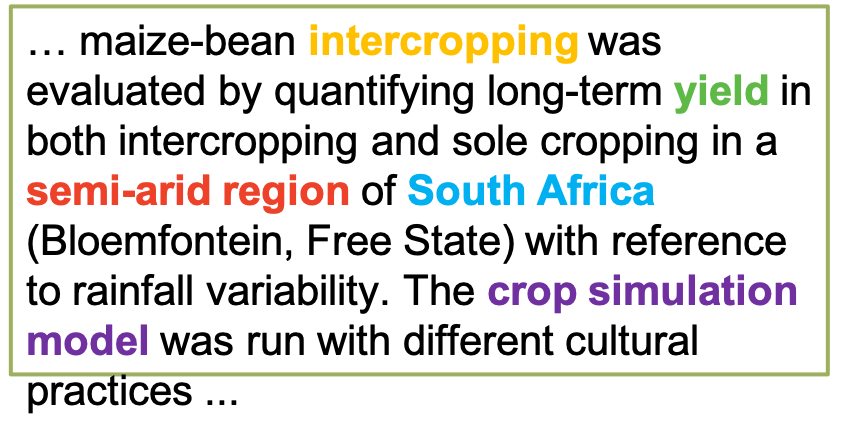 … maize-bean intercropping was
evaluated by quantifying long-term yield in
both intercropping and sole cropping in a
semi-arid region of South Africa
(Bloemfontein, Free State) with reference
to rainfall variability. The crop simulation
model was run with different cultural
practices ...